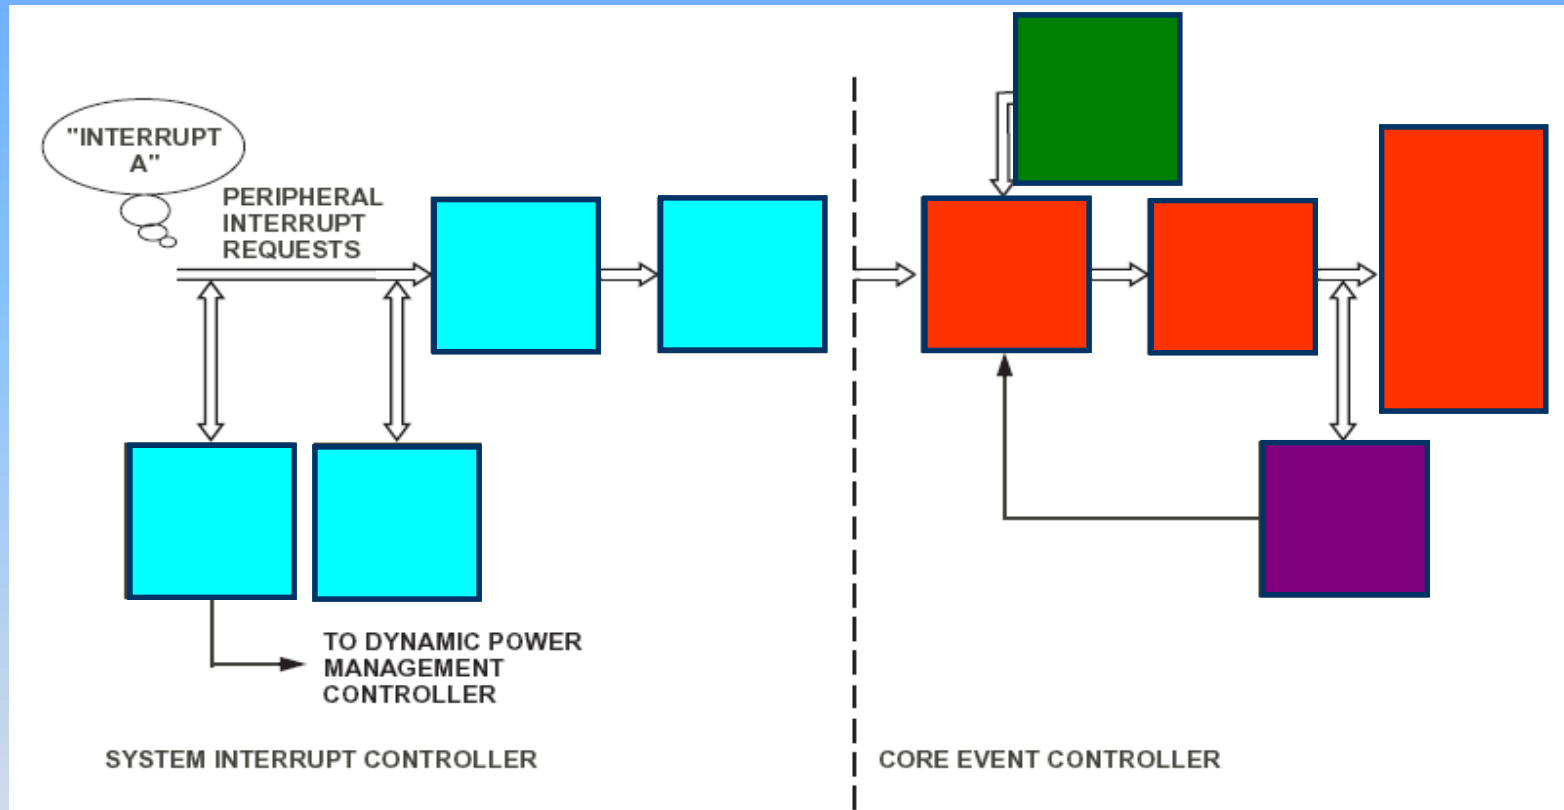 "INTERRUPT
A"
PERIPHERAL
INTERRUPT
REQUESTS
TO DYNAMIC POWER
MANAGEMENT
CONTROLLER
SYSTEM INTERRUPT CONTROLLER
CORE EVENT CONTROLLER